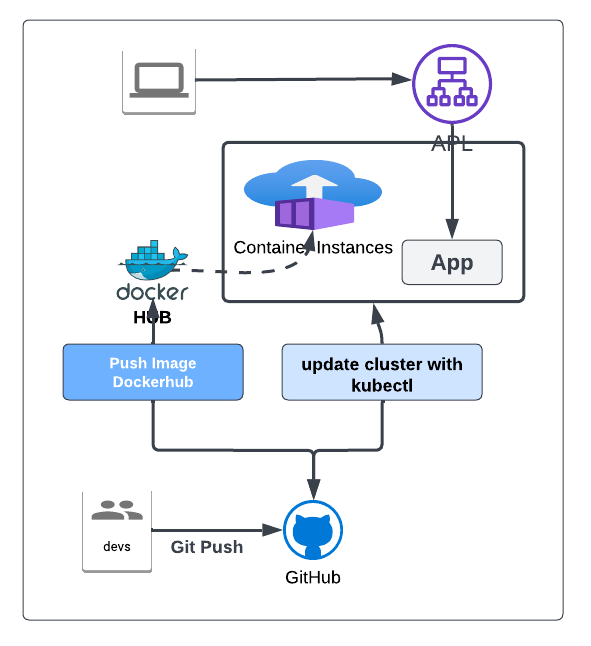 APL
Container Instances
App
docker
HUB
Push Image
Dockerhub
update cluster with
kubectl
devs
Git Push
GitHub